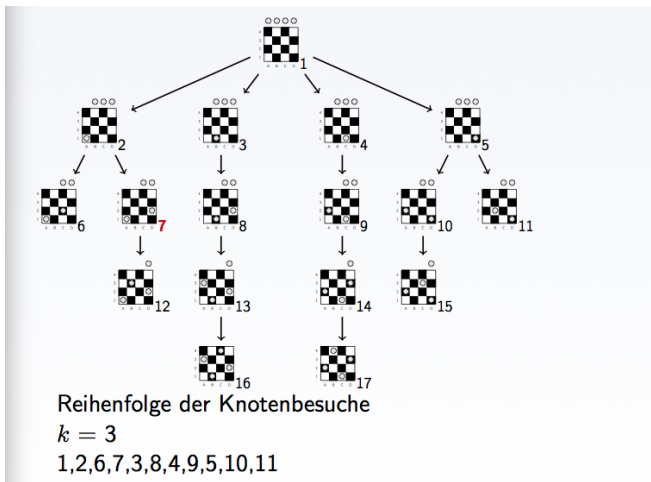 1
2 3 4 5
6 7 8 9 10 11
12 13 14 15
16 17
Reihenfolge der Knotenbesuche
k = 3
1,2,6,7,3,8,4,9,5,10,11